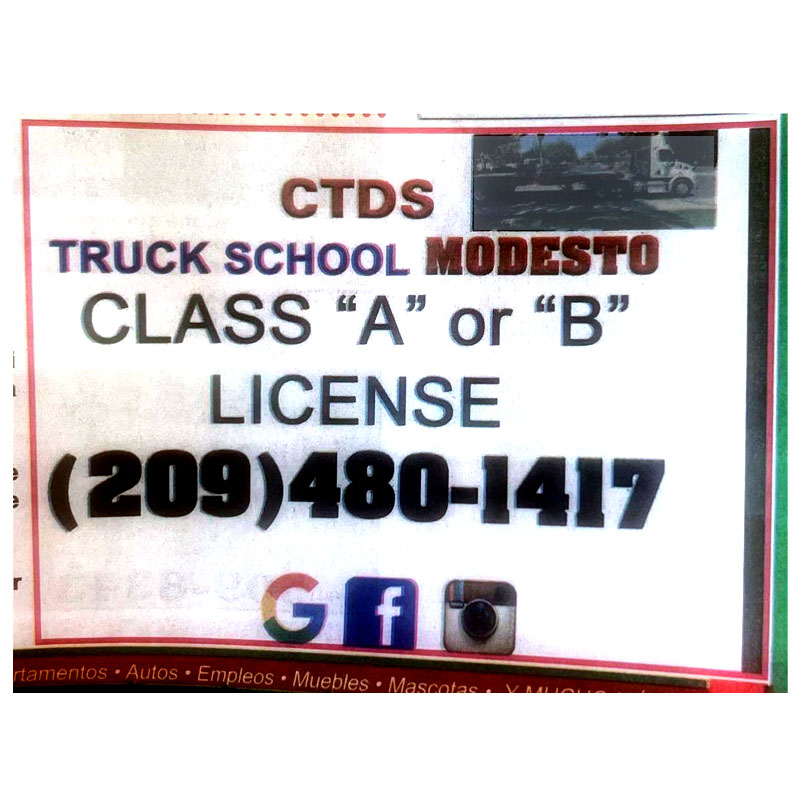 CTDS
TRUCK SCHOOL MODESTO
CLASS “A” or “B”
LICENSE
(209)480-1417
rtamentos • Autos • Empleos • Muebles • Mascotas •